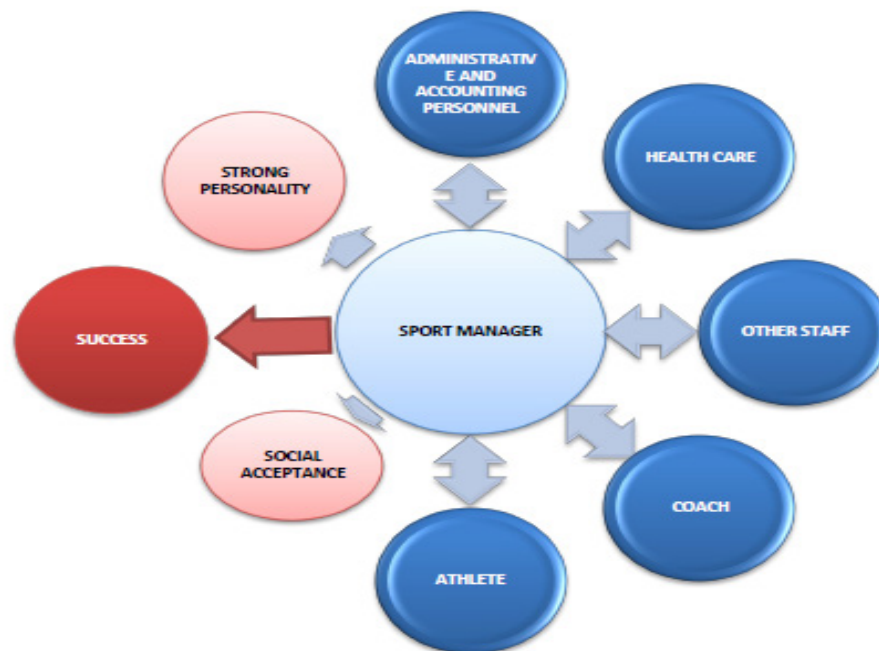 ADMINISTRATIV
E AND
ACCOUNTING
PERSONNEL
STRONG
PERSONALITY
HEALTH CARE
SUCCESS
SPORT MANAGER
OTHER STAFF
SOCIAL
ACCEPTANCE
COACH
ATHLETE